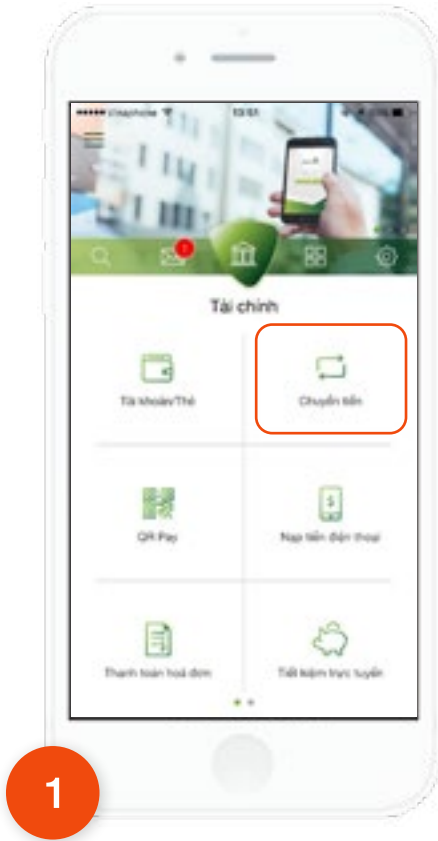 Tài chính
Tài khoản/Thẻ
Chuyển tiền
QR Pay
Nạp tiền điện thoại
Thanh toán hoá đơn
Tiết kiệm trực tuyến
1